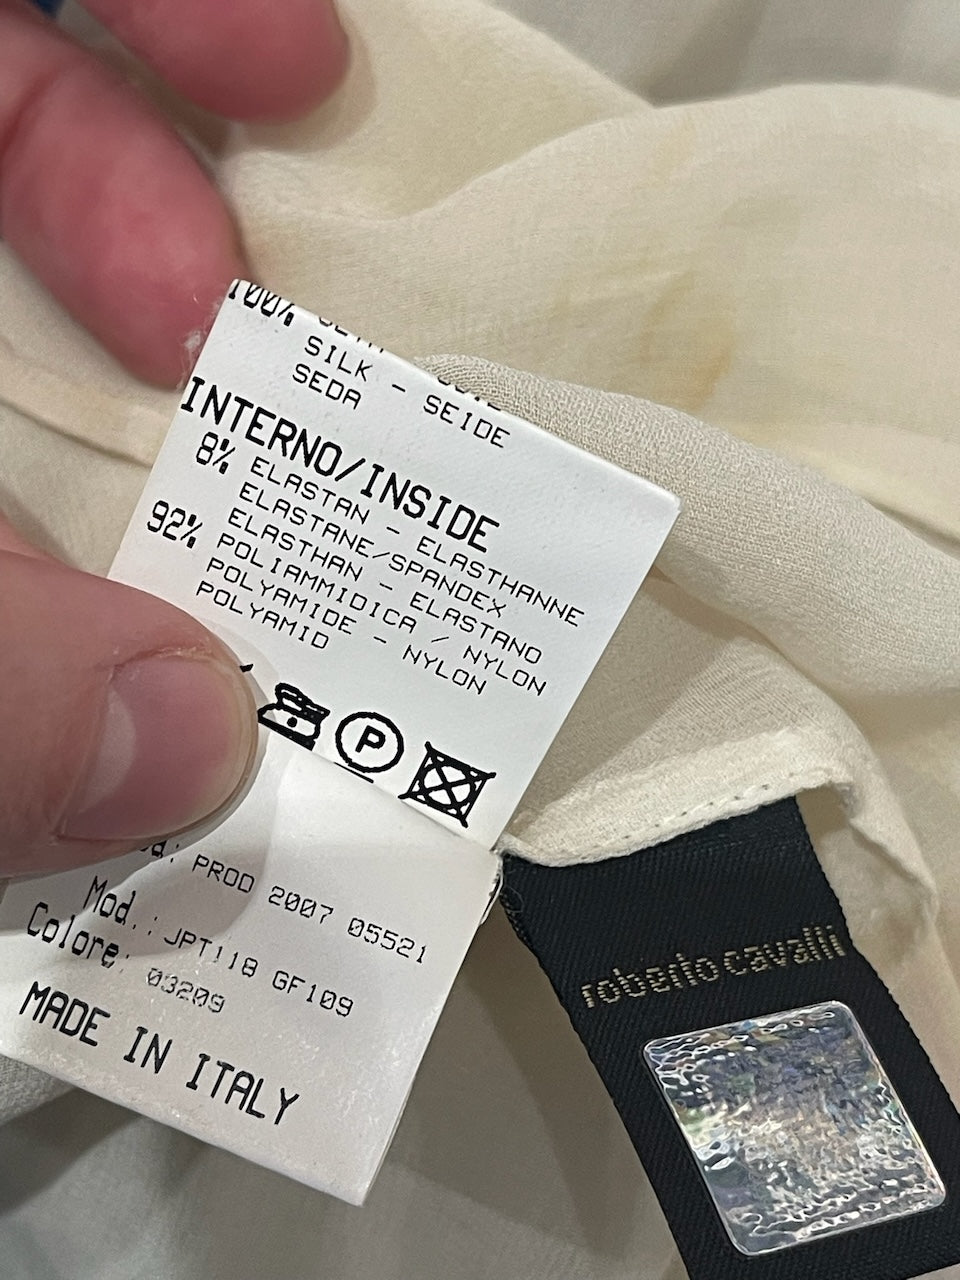 100%
SILK - SEIDE
SEDA
INTERNO/INSIDE
8% ELASTAN - ELASTHANNE
ELASTANE/SPANDEX
ELASTHAN - ELASTANO
92% POLIAMMIDICA / NYLON
POLYAMIDE - NYLON
POLYAMID
P
PROD 2007 05521
Mod.: JPT118 GF109
Colore: 03209
MADE IN ITALY
roberto cavalli